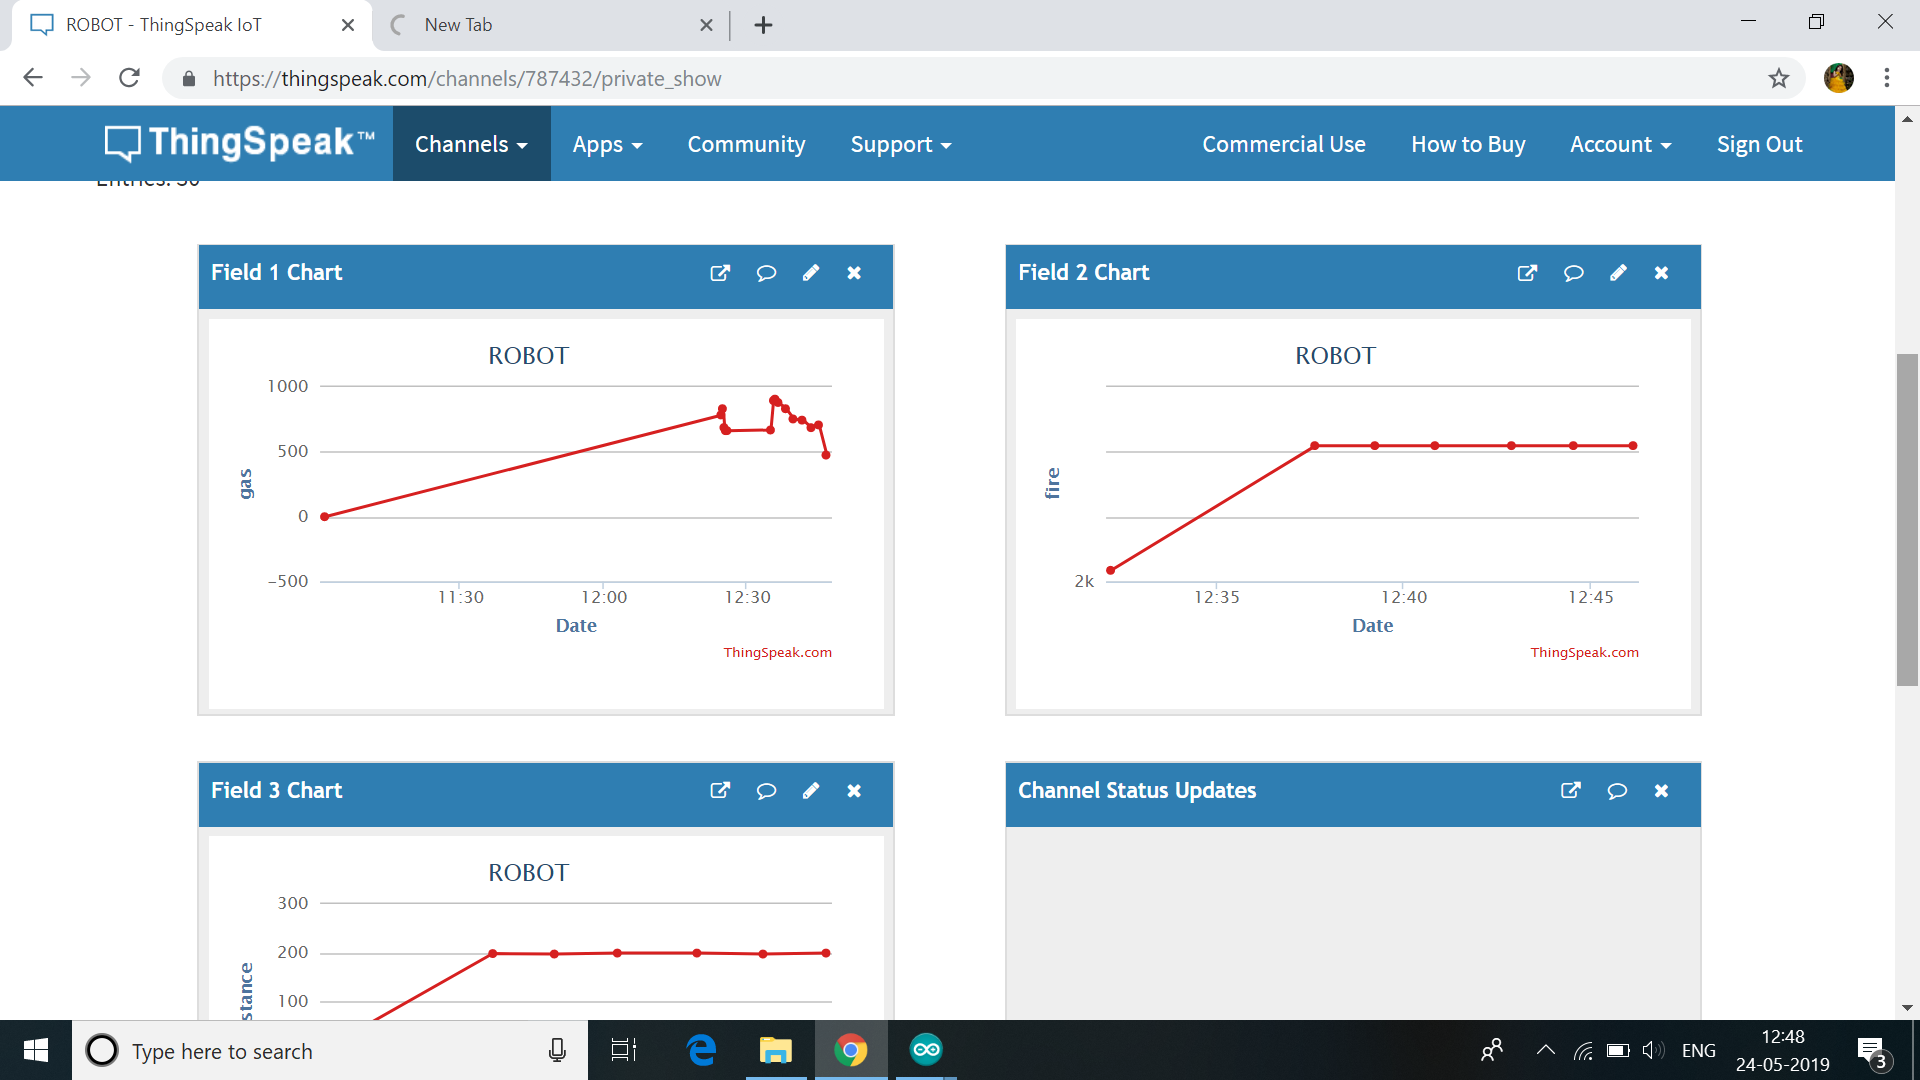 ROBOT - ThingSpeak IoT
New Tab
https://thingspeak.com/channels/787432/private_show
ThingSpeak™
Channels
Apps
Community
Support
Commercial Use
How to Buy
Account
Sign Out
Entries: 30
Field 1 Chart
ROBOT
1000
500
0
-500
gas
11:30
12:00
12:30
Date
ThingSpeak.com
Field 2 Chart
ROBOT
fire
2k
12:35
12:40
12:45
Date
ThingSpeak.com
Field 3 Chart
ROBOT
300
200
100
stance
Channel Status Updates
Type here to search
ENG
12:48
24-05-2019
3